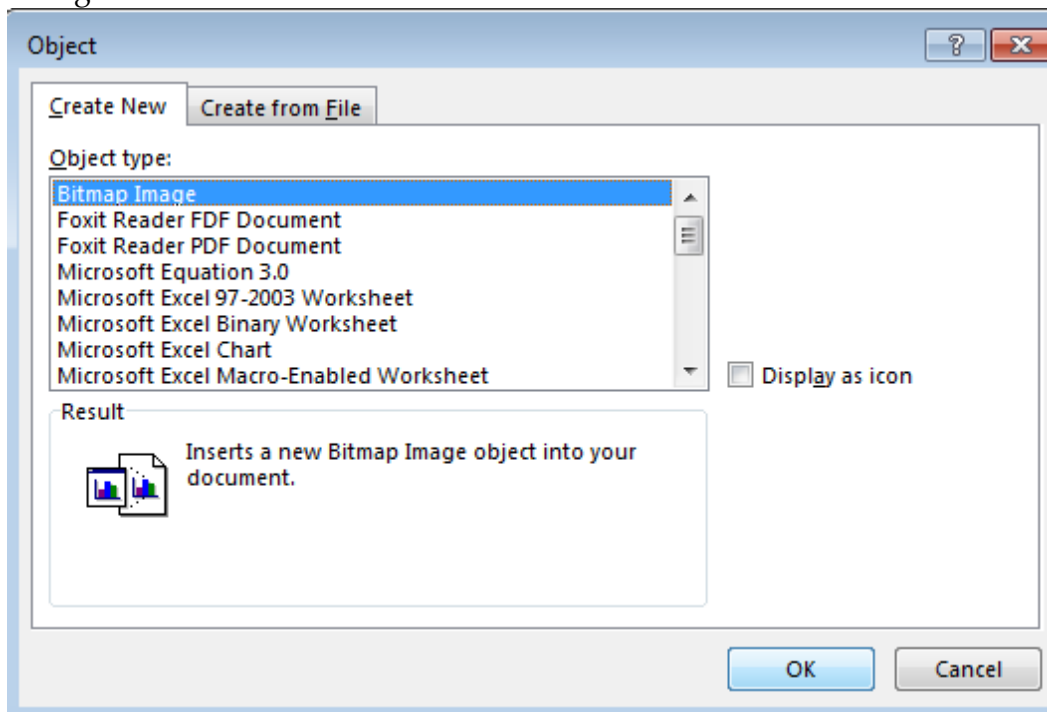 Object
Create New
Create from File
Object type:
Bitmap Image
Foxit Reader FDF Document
Foxit Reader PDF Document
Microsoft Equation 3.0
Microsoft Excel 97-2003 Worksheet
Microsoft Excel Binary Worksheet
Microsoft Excel Chart
Microsoft Excel Macro-Enabled Worksheet
Display as icon
Result
Inserts a new Bitmap Image object into your
document.
OK
Cancel